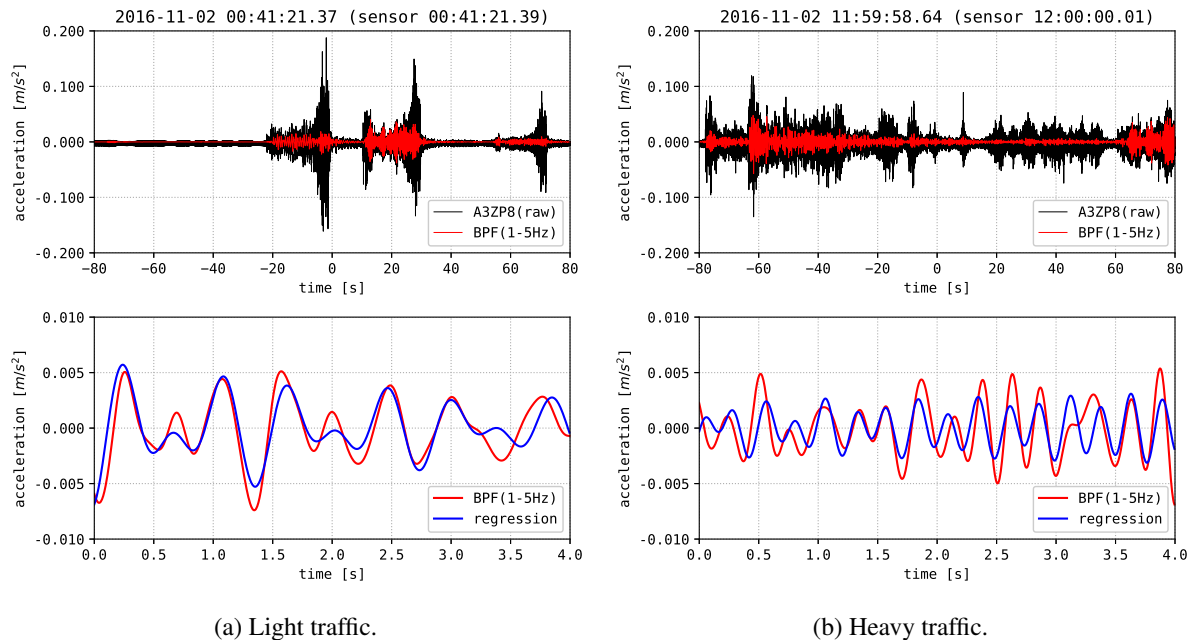 2016-11-02 00:41:21.37 (sensor 00:41:21.39)
acceleration [m/s²]
0.200
0.100
0.000
-0.100
-0.200
A3ZP8(raw)
BPF(1-5Hz)
−80 −60 −40 −20 0 20 40 60 80
time [s]
acceleration [m/s²]
0.010
0.005
0.000
-0.005
-0.010
BPF(1-5Hz)
regression
0.0 0.5 1.0 1.5 2.0 2.5 3.0 3.5 4.0
time [s]
(a) Light traffic.
2016-11-02 11:59:58.64 (sensor 12:00:00.01)
acceleration [m/s²]
0.200
0.100
0.000
-0.100
-0.200
A3ZP8(raw)
BPF(1-5Hz)
−80 −60 −40 −20 0 20 40 60 80
time [s]
acceleration [m/s²]
0.010
0.005
0.000
-0.005
-0.010
BPF(1-5Hz)
regression
0.0 0.5 1.0 1.5 2.0 2.5 3.0 3.5 4.0
time [s]
(b) Heavy traffic.